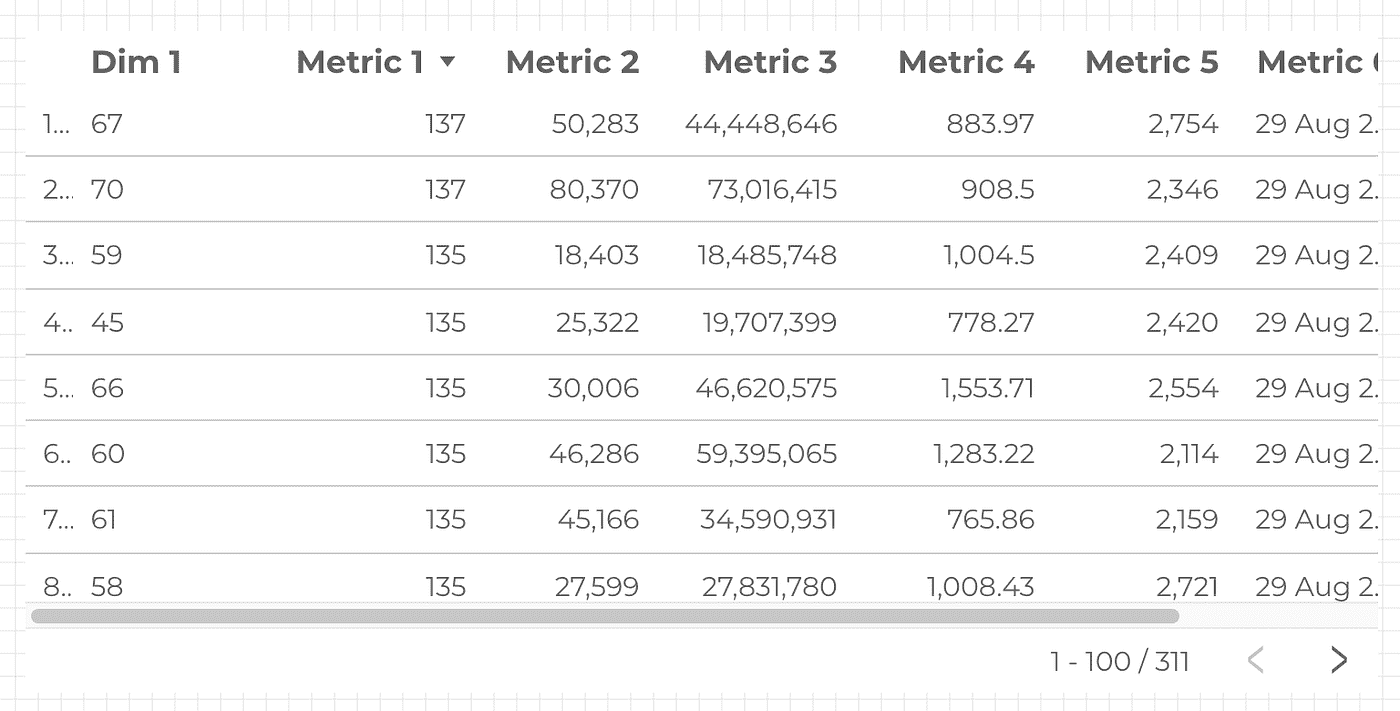 Dim 1 Metric 1 ▼ Metric 2 Metric 3 Metric 4 Metric 5 Metric
1... 67 137 50,283 44,448,646 883.97 2,754 29 Aug 2.
2... 70 137 80,370 73,016,415 908.5 2,346 29 Aug 2.
3... 59 135 18,403 18,485,748 1,004.5 2,409 29 Aug 2.
4.. 45 135 25,322 19,707,399 778.27 2,420 29 Aug 2.
5... 66 135 30,006 46,620,575 1,553.71 2,554 29 Aug 2.
6.. 60 135 46,286 59,395,065 1,283.22 2,114 29 Aug 2.
7... 61 135 45,166 34,590,931 765.86 2,159 29 Aug 2.
8.. 58 135 27,599 27,831,780 1,008.43 2,721 29 Aug 2.
1 - 100 / 311 < >